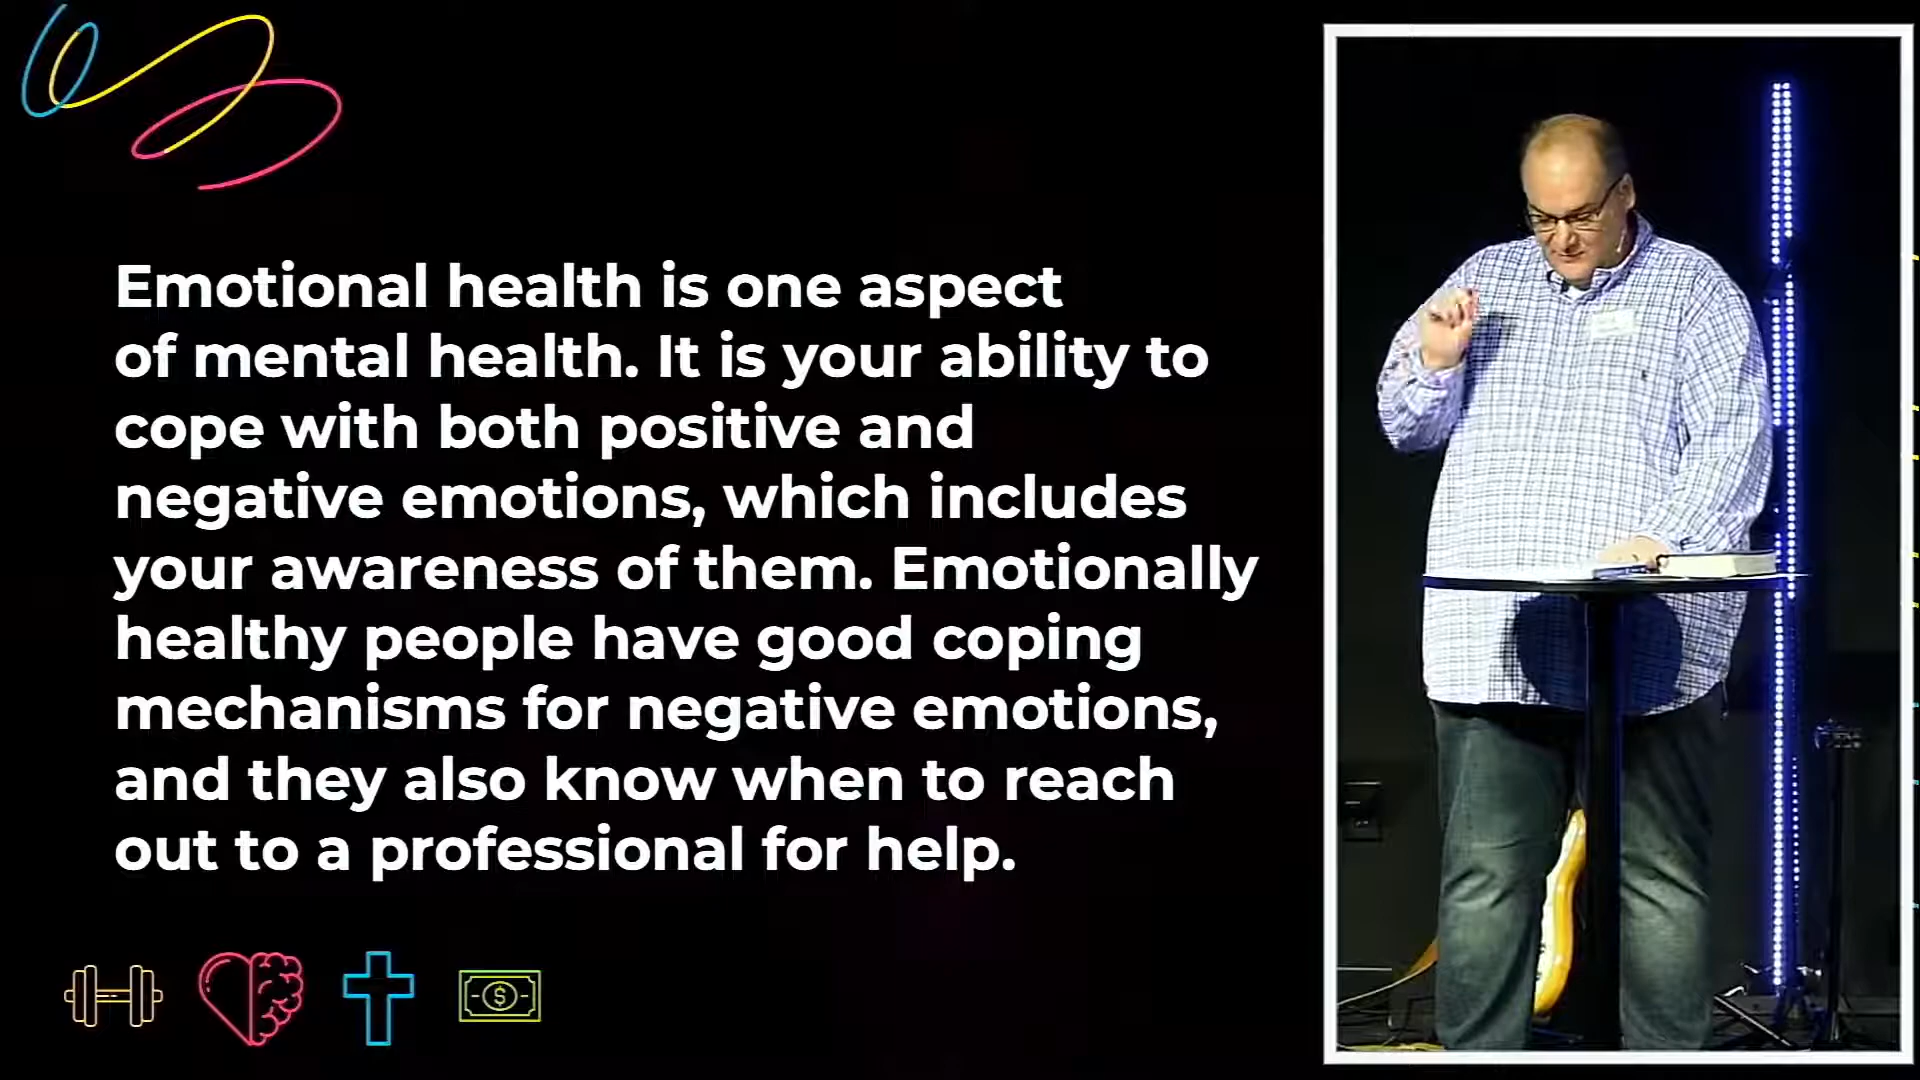 Emotional health is one aspect
of mental health. It is your ability to
cope with both positive and
negative emotions, which includes
your awareness of them. Emotionally
healthy people have good coping
mechanisms for negative emotions,
and they also know when to reach
out to a professional for help.
$